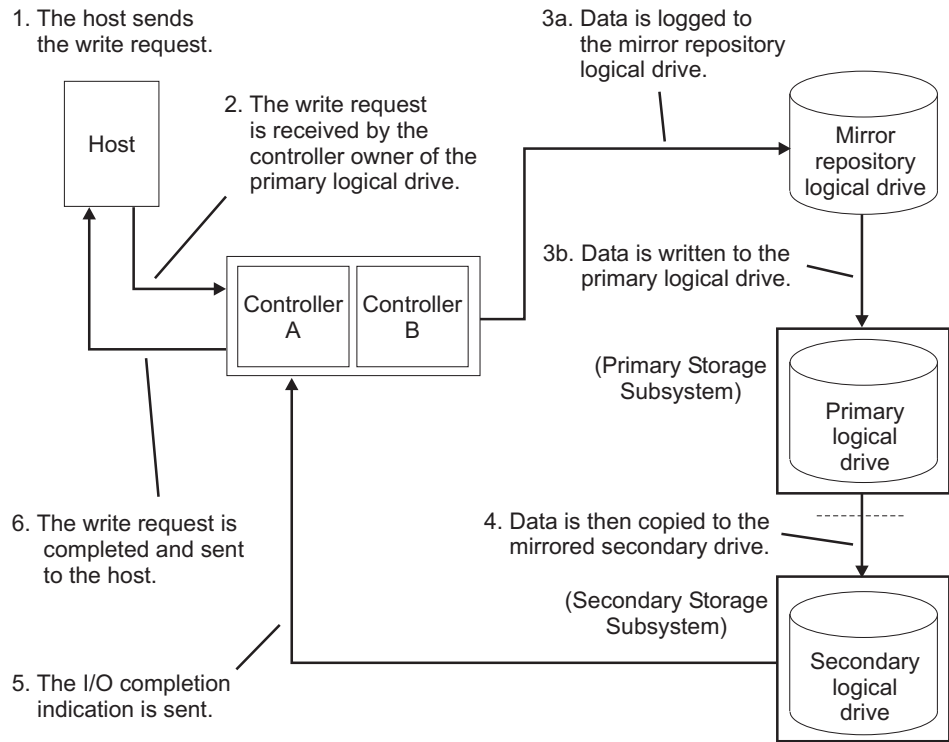 1. The host sends
the write request.
3a. Data is logged to
the mirror repository
logical drive.
2. The write request
is received by the
controller owner of the
primary logical drive.
Host
Mirror
repository
logical drive
3b. Data is written to the
primary logical drive.
Controller
A
Controller
B
(Primary Storage
Subsystem)
Primary
logical
drive
6. The write request is
completed and sent
to the host.
4. Data is then copied to the
mirrored secondary drive.
(Secondary Storage
Subsystem)
Secondary
logical
drive
5. The I/O completion
indication is sent.